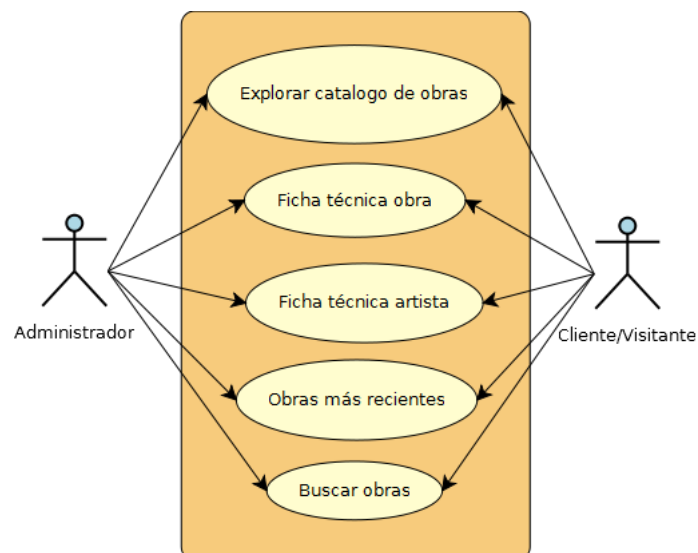 Explorar catalogo de obras
Ficha técnica obra
Ficha técnica artista
Administrador
Cliente/Visitante
Obras más recientes
Buscar obras